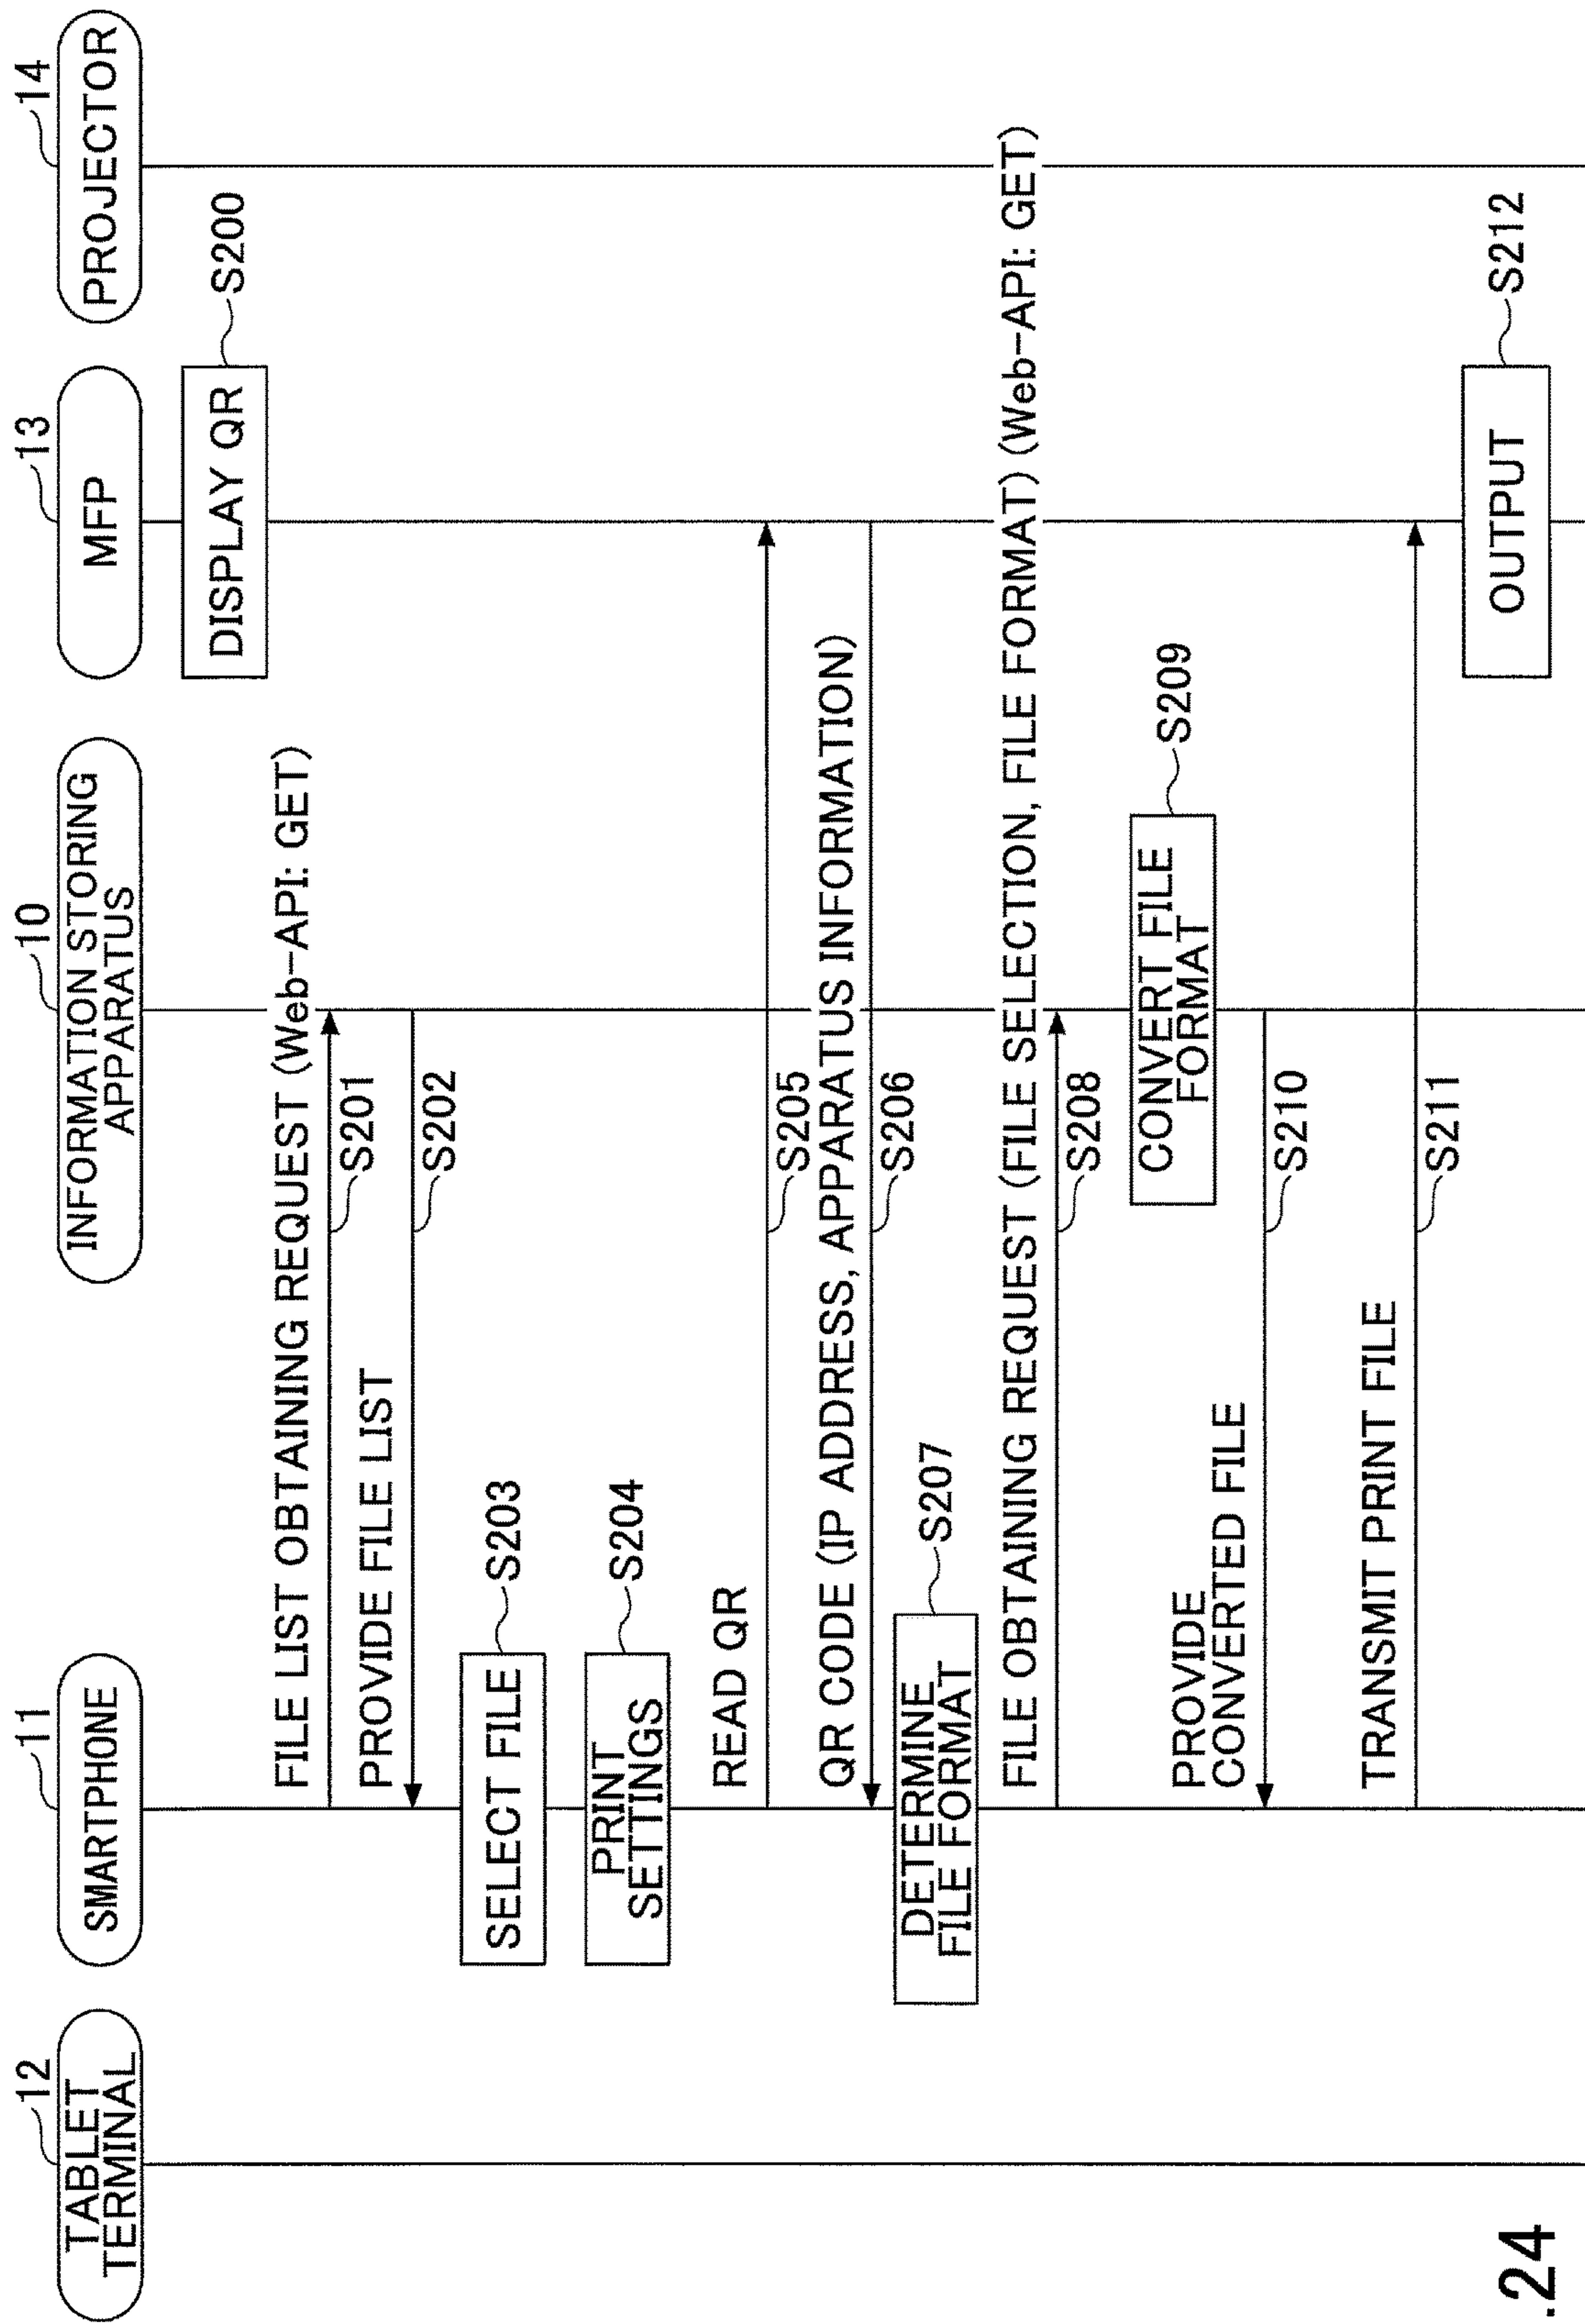 12
TABLET
TERMINAL
11
SMARTPHONE
10
INFORMATION STORING
APPARATUS
13
MFP
14
PROJECTOR
DISPLAY QR
S200
FILE LIST OBTAINING REQUEST (Web-API: GET)
S201
PROVIDE FILE LIST
S202
SELECT FILE
S203
PRINT
SETTINGS
S204
READ QR
S205
QR CODE (IP ADDRESS, APPARATUS INFORMATION)
S206
DETERMINE
FILE FORMAT
S207
FILE OBTAINING REQUEST (FILE SELECTION, FILE FORMAT) (Web-API: GET)
S208
CONVERT FILE
FORMAT
S209
PROVIDE
CONVERTED FILE
S210
TRANSMIT PRINT FILE
S211
OUTPUT
S212
.24